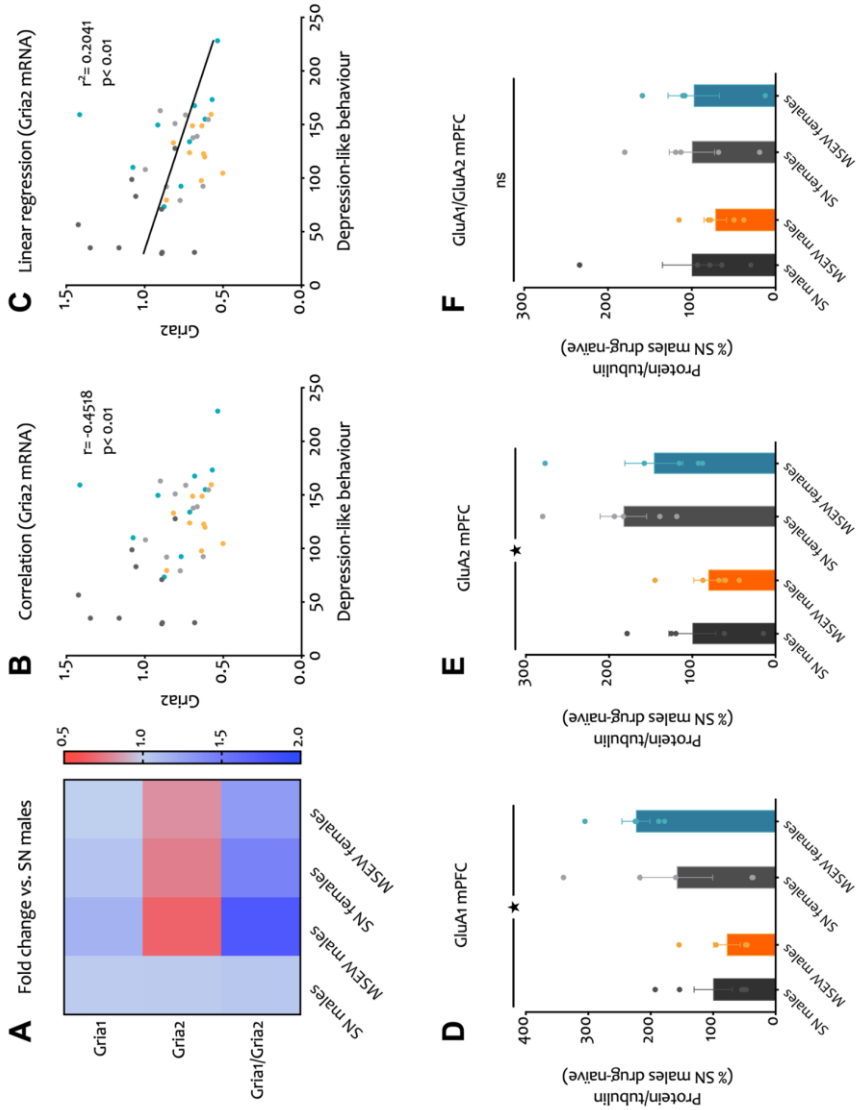 A
Fold change vs. SN males
Gria1
Gria2
Gria1/Gria2
SN males
MSEW males
SN females
MSEW females
0.5
1.0
1.5
2.0
B
Correlation (Gria2 mRNA)
r= -0.4518
p< 0.01
Gria2
1.5
1.0
0.5
0.0
0
50
100
150
200
250
Depression-like behaviour
C
Linear regression (Gria2 mRNA)
r²= 0.2041
p< 0.01
Gria2
1.5
1.0
0.5
0.0
0
50
100
150
200
250
Depression-like behaviour
D
GluA1 mPFC
★
Protein/tubulin
(% SN males drug-naïve)
400
300
200
100
0
SN males
MSEW males
SN females
MSEW females
E
GluA2 mPFC
★
Protein/tubulin
(% SN males drug-naïve)
300
200
100
0
SN males
MSEW males
SN females
MSEW females
F
GluA1/GluA2 mPFC
ns
Protein/tubulin
(% SN males drug-naïve)
300
200
100
0
SN males
MSEW males
SN females
MSEW females